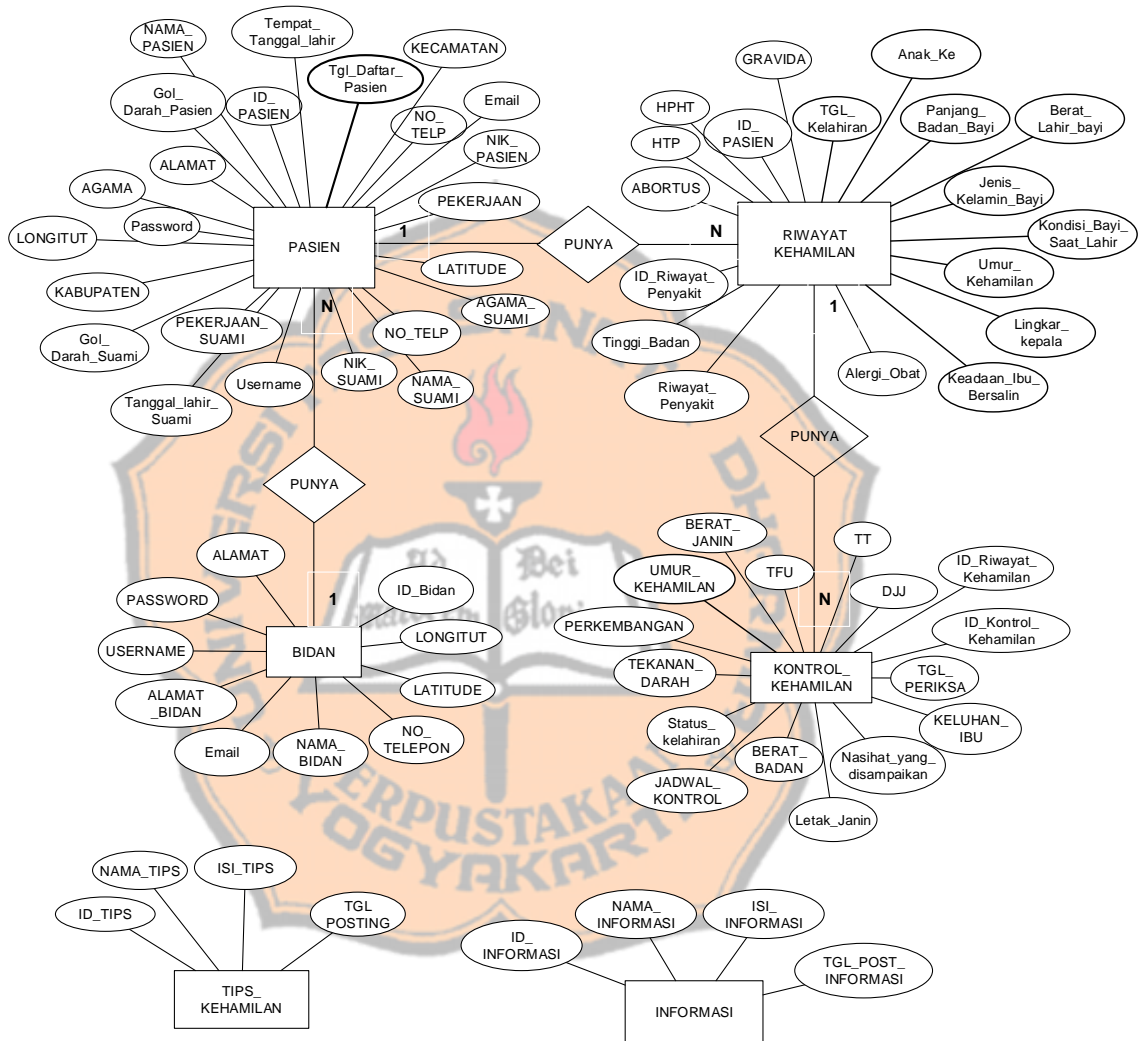 NAMA_
PASIEN
Tempat_
Tanggal_lahir
Tgl_Daftar_
Pasien
KECAMATAN
Gol_
Darah_Pasien
ID_
PASIEN
NO_
TELP
Email
NIK_
PASIEN
ALAMAT
AGAMA
Password
LONGITUT
PEKERJAAN
PASIEN
1
N
LATITUDE
AGAMA_
SUAMI
KABUPATEN
Gol_
Darah_Suami
PEKERJAAN_
SUAMI
Username
Tanggal_lahir_
Suami
NIK_
SUAMI
NO_TELP
NAMA_
SUAMI
PUNYA
N
GRAVIDA
Anak_Ke
HPHT
ID_
PASIEN
TGL_
Kelahiran
Panjang_
Badan_Bayi
Berat_
Lahir_bayi
HTP
ABORTUS
Jenis_
Kelamin_Bayi
RIWAYAT
KEHAMILAN
Kondisi_Bayi_
Saat_Lahir
ID_Riwayat_
Penyakit
Umur_
Kehamilan
1
Tinggi_Badan
Lingkar_
kepala
Riwayat_
Penyakit
Alergi_Obat
Keadaan_Ibu_
Bersalin
PUNYA
PUNYA
ALAMAT
PASSWORD
USERNAME
ALAMAT
_BIDAN
Email
NAMA_
BIDAN
NO_
TELEPON
LATITUDE
LONGITUT
ID_Bidan
1
BIDAN
BERAT_
JANIN
TT
UMUR_
KEHAMILAN
TFU
ID_Riwayat_
Kehamilan
DJJ
N
PERKEMBANGAN
ID_Kontrol_
Kehamilan
TEKANAN_
DARAH
KONTROL_
KEHAMILAN
TGL_
PERIKSA
Status_
kelahiran
KELUHAN_
IBU
BERAT_
BADAN
Nasihat_yang_
disampaikan
JADWAL_
KONTROL
Letak_Janin
NAMA_TIPS
ISI_TIPS
ID_TIPS
TGL
POSTING
TIPS_
KEHAMILAN
NAMA_
INFORMASI
ISI_
INFORMASI
ID_
INFORMASI
TGL_POST_
INFORMASI
INFORMASI
Dei
PERPUSTAKAAN
YOGYAKARTA